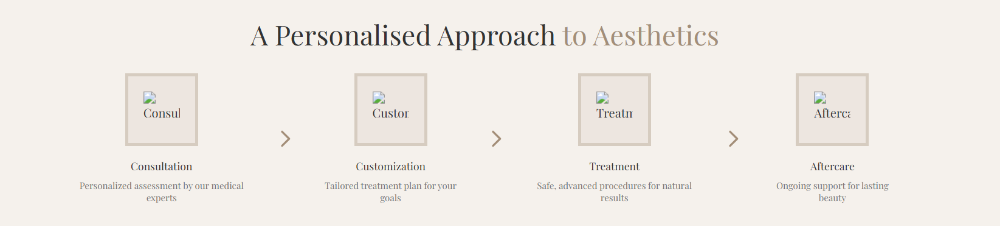 A Personalised Approach to Aesthetics
Consul
Custor
Treatm
Afterca
Consultation
Customization
Treatment
Aftercare
Personalized assessment by our medical
experts
Tailored treatment plan for your
goals
Safe, advanced procedures for natural
results
Ongoing support for lasting
beauty